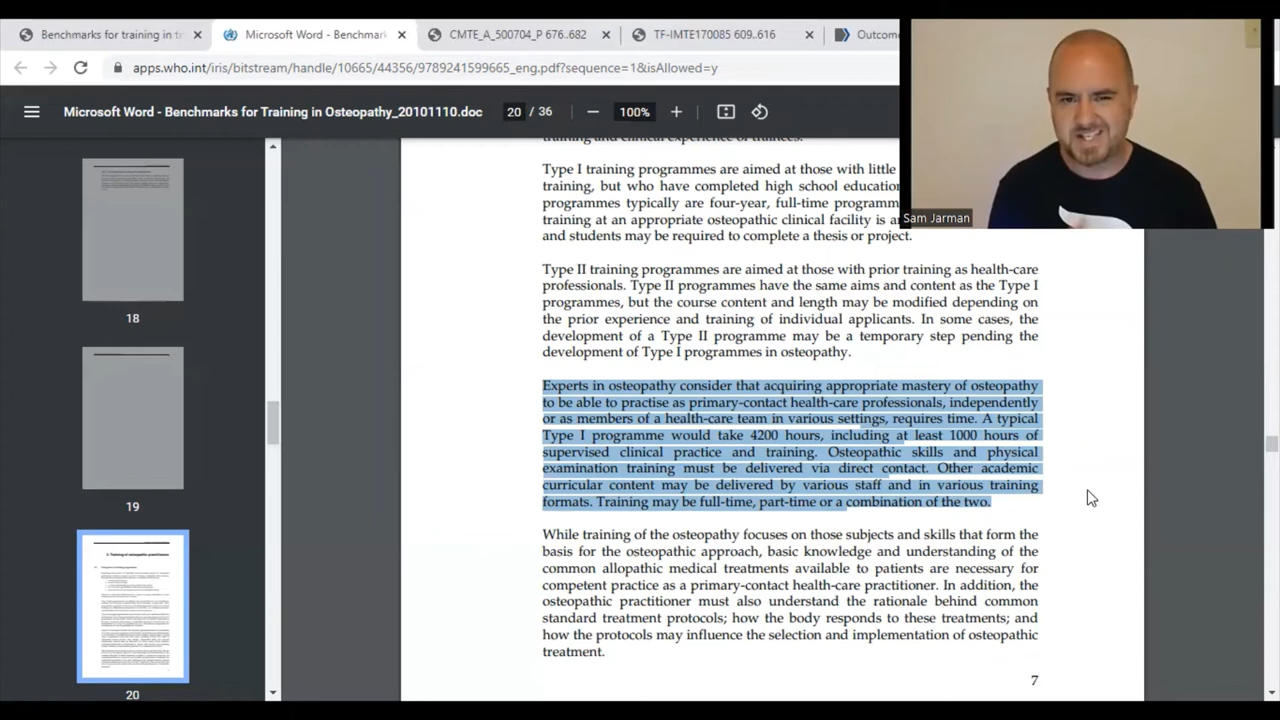 Benchmarks for training in tr
Microsoft Word - Benchmark
CMTE_A_500704_P 676..682
TF-IMTE170085 609..616
Outcome
apps.who.int/iris/bitstream/handle/10665/44356/9789241599665_eng.pdf?sequence=1&isAllowed=y
Microsoft Word - Benchmarks for Training in Osteopathy_20101110.doc
20 / 36
100%
Sam Jarman
18
19
20
training and clinical experience of trainees.
Type I training programmes are aimed at those with little
training, but who have completed high school education
programmes typically are four-year, full-time programm
training at an appropriate osteopathic clinical facility is a
and students may be required to complete a thesis or project.
Type II training programmes are aimed at those with prior training as health-care
professionals. Type II programmes have the same aims and content as the Type I
programmes, but the course content and length may be modified depending on
the prior experience and training of individual applicants. In some cases, the
development of a Type II programme may be a temporary step pending the
development of Type I programmes in osteopathy.
Experts in osteopathy consider that acquiring appropriate mastery of osteopathy
to be able to practise as primary-contact health-care professionals, independently
or as members of a health-care team in various settings, requires time. A typical
Type I programme would take 4200 hours, including at least 1000 hours of
supervised clinical practice and training. Osteopathic skills and physical
examination training must be delivered via direct contact. Other academic
curricular content may be delivered by various staff and in various training
formats. Training may be full-time, part-time or a combination of the two.
While training of the osteopathy focuses on those subjects and skills that form the
basis for the osteopathic approach, basic knowledge and understanding of the
common allopathic medical treatments available to patients are necessary for
competent practice as a primary-contact health-care practitioner. In addition, the
osteopathic practitioner must also understand the rationale behind common
standard treatment protocols; how the body responds to these treatments; and
how the protocols may influence the selection and implementation of osteopathic
treatment.
7